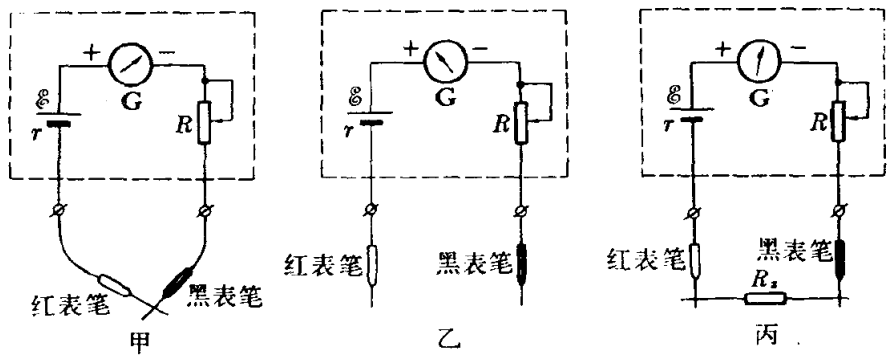 + − G ℰ r R 红表笔 黑表笔 甲
+ − G ℰ r R 红表笔 黑表笔 乙
+ − G ℰ r R 红表笔 黑表笔 Rₓ 丙